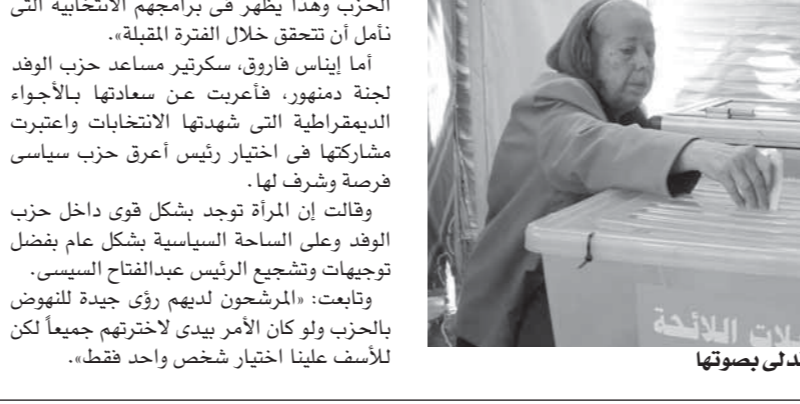 الحزب وهذا يظهر فى برامجهم الانتخابية التى
نأمل أن تتحقق خلال الفترة المقبلة».
أما إيناس فاروق، سكرتير مساعد حزب الوفد
لجنة دمنهور، فأعربت عن سعادتها بالأجواء
الديمقراطية التى شهدتها الانتخابات واعتبرت
مشاركتها فى اختيار رئيس أعرق حزب سياسى
فرصة وشرف لها.
وقالت إن المرأة توجد بشكل قوى داخل حزب
الوفد وعلى الساحة السياسية بشكل عام بفضل
توجيهات وتشجيع الرئيس عبدالفتاح السيسى.
وتابعت: «المرشحون لديهم رؤى جيدة للنهوض
بالحزب ولو كان الأمر بيدى لاخترتهم جميعاً لكن
للأسف علينا اختيار شخص واحد فقط».
اللائحة
بصوتها